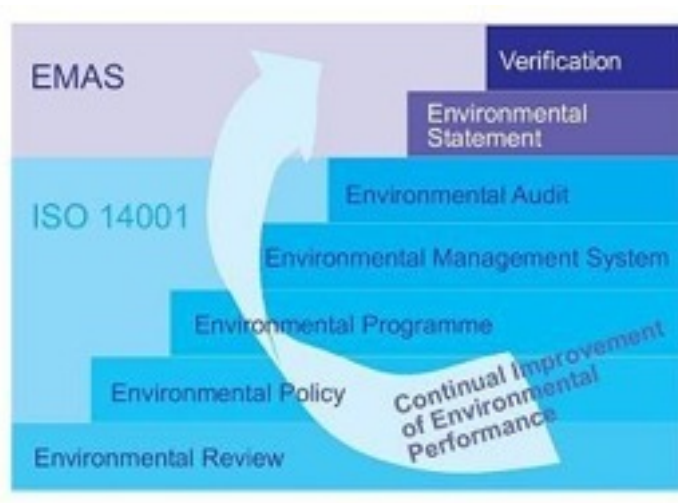 EMAS
Verification
Environmental
Statement
ISO 14001
Environmental Audit
Environmental Management System
Environmental Programme
Environmental Policy
Environmental Review
Continual Improvement
of Environmental
Performance